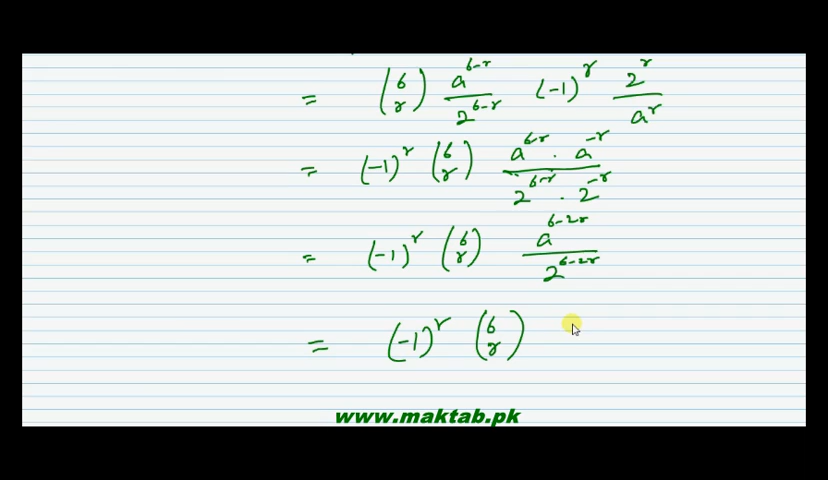 = (6 r) a^{6-r} / 2^{6-r} (-1)^r 2^r / a^r
= (-1)^r (6 r) a^{6-r} . a^{-r} / 2^{6-r} . 2^{-r}
= (-1)^r (6 r) a^{6-2r} / 2^{6-2r}
= (-1)^r (6 r)
www.maktab.pk